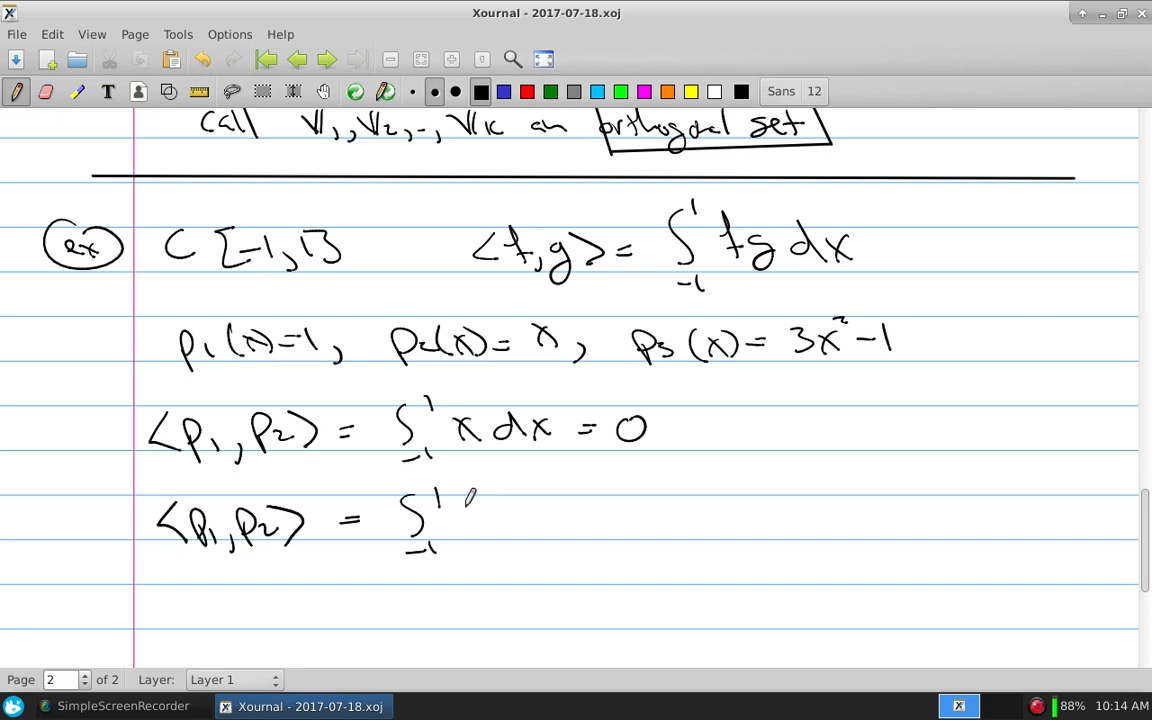 Xournal - 2017-07-18.xoj
File Edit View Page Tools Options Help
Sans 12
call V1, V2, .., Vk an orthogonal set
ex C [-1, 1] <f, g> = ∫_{-1}^{1} fg dx
p1(x) = 1, p2(x) = x, p3(x) = 3x² - 1
<p1, p2> = ∫_{-1}^{1} x dx = 0
<p1, p2> = ∫_{-1}^{1}
Page 2 of 2 Layer: Layer 1
SimpleScreenRecorder Xournal - 2017-07-18.xoj 88% 10:14 AM